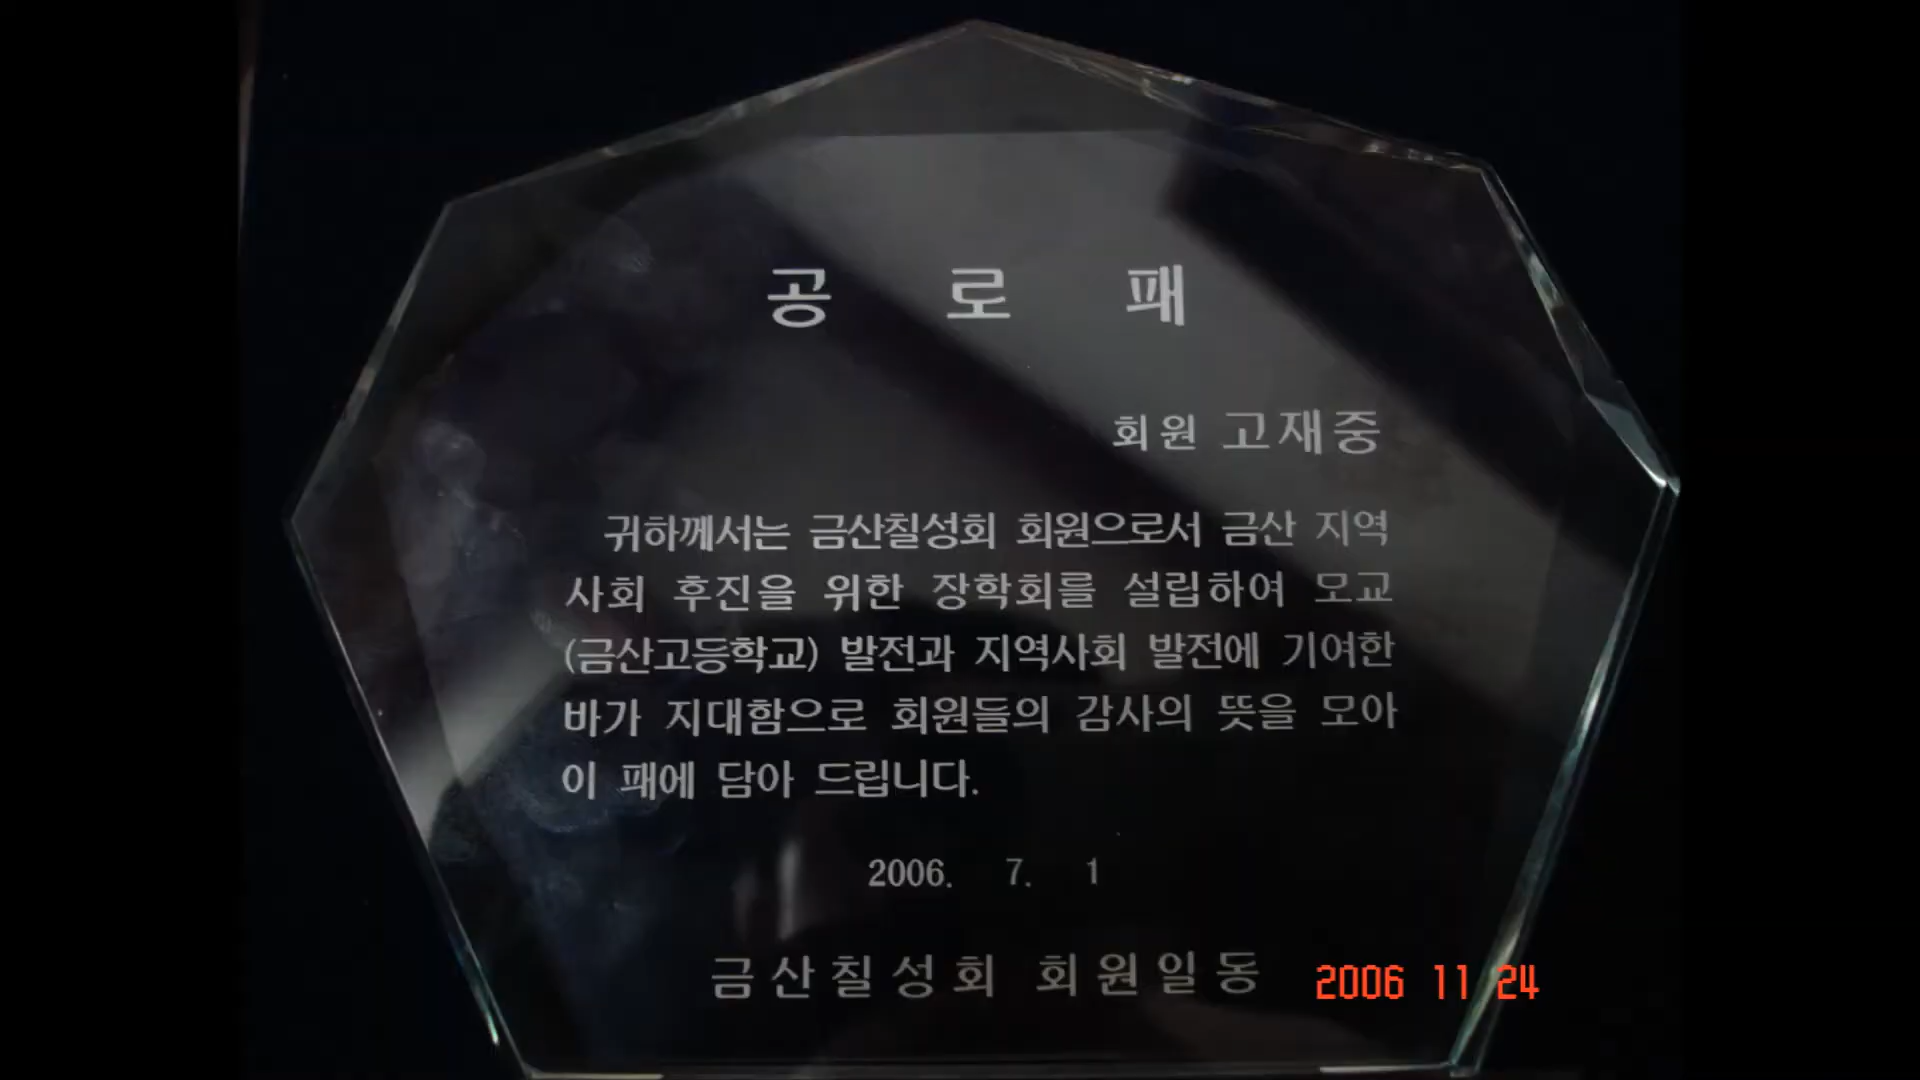 공 로 패
회원 고재중
귀하께서는 금산칠성회 회원으로서 금산 지역
사회 후진을 위한 장학회를 설립하여 모교
(금산고등학교) 발전과 지역사회 발전에 기여한
바가 지대함으로 회원들의 감사의 뜻을 모아
이 패에 담아 드립니다.
2006. 7. 1
금산칠성회 회원일동
2006 11 24